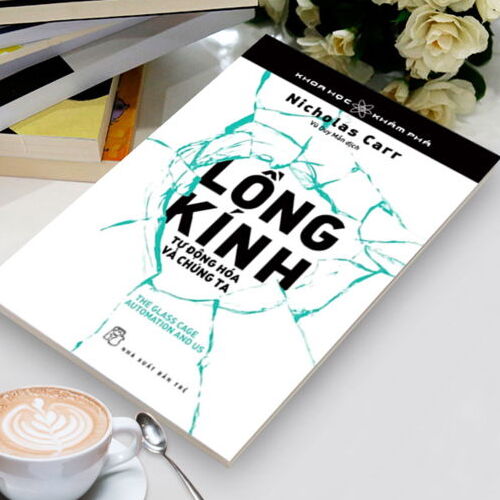 KHOA HỌC KHÁM PHÁ
Nicholas Carr
Vũ Duy Mẫn dịch
LỒNG
KÍNH
TỰ ĐỘNG HÓA
VÀ CHÚNG TA
THE GLASS CAGE
AUTOMATION AND US
NHÀ XUẤT BẢN TRẺ